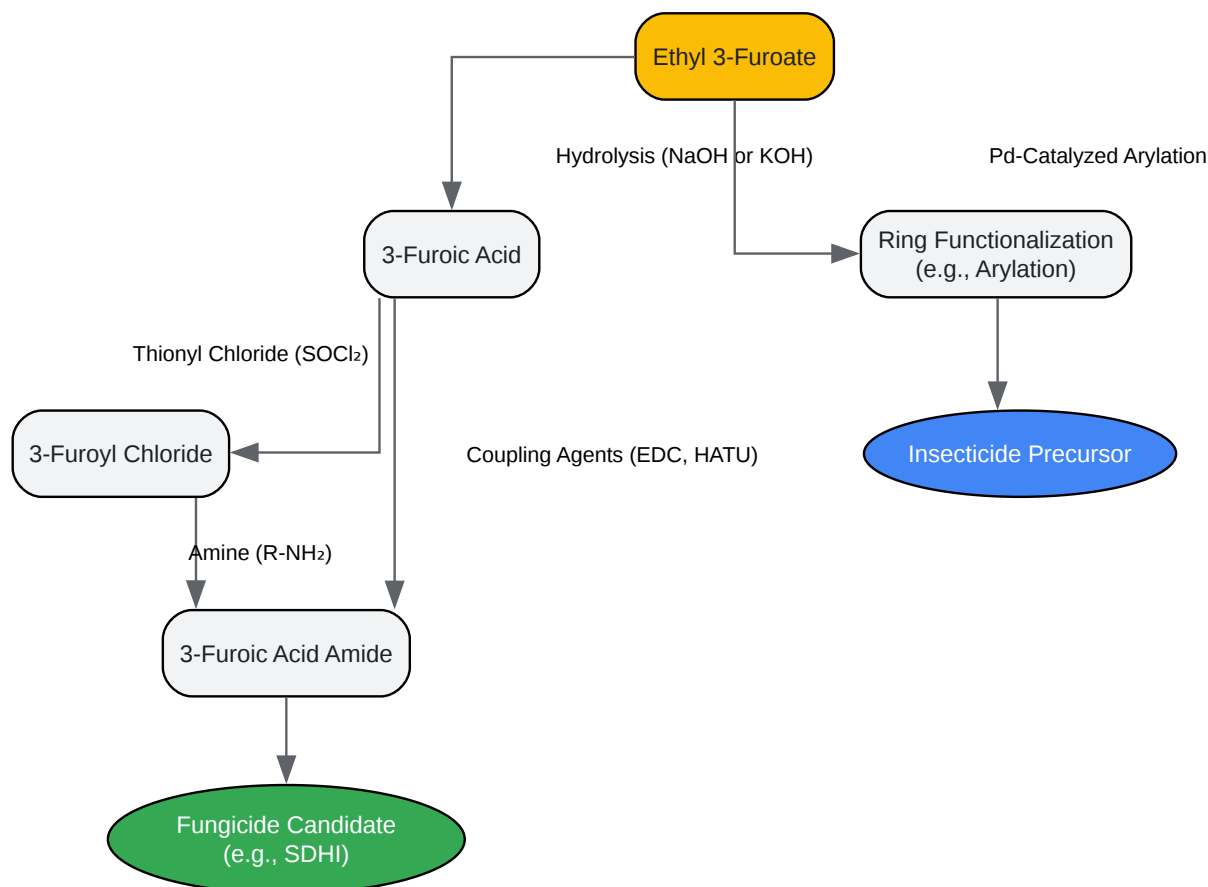 Ethyl 3-Furoate
Hydrolysis (NaOH or KOH)
Pd-Catalyzed Arylation
3-Furoic Acid
Ring Functionalization
(e.g., Arylation)
Thionyl Chloride (SOCl₂)
3-Furoyl Chloride
Coupling Agents (EDC, HATU)
Insecticide Precursor
Amine (R-NH₂)
3-Furoic Acid Amide
Fungicide Candidate
(e.g., SDHI)